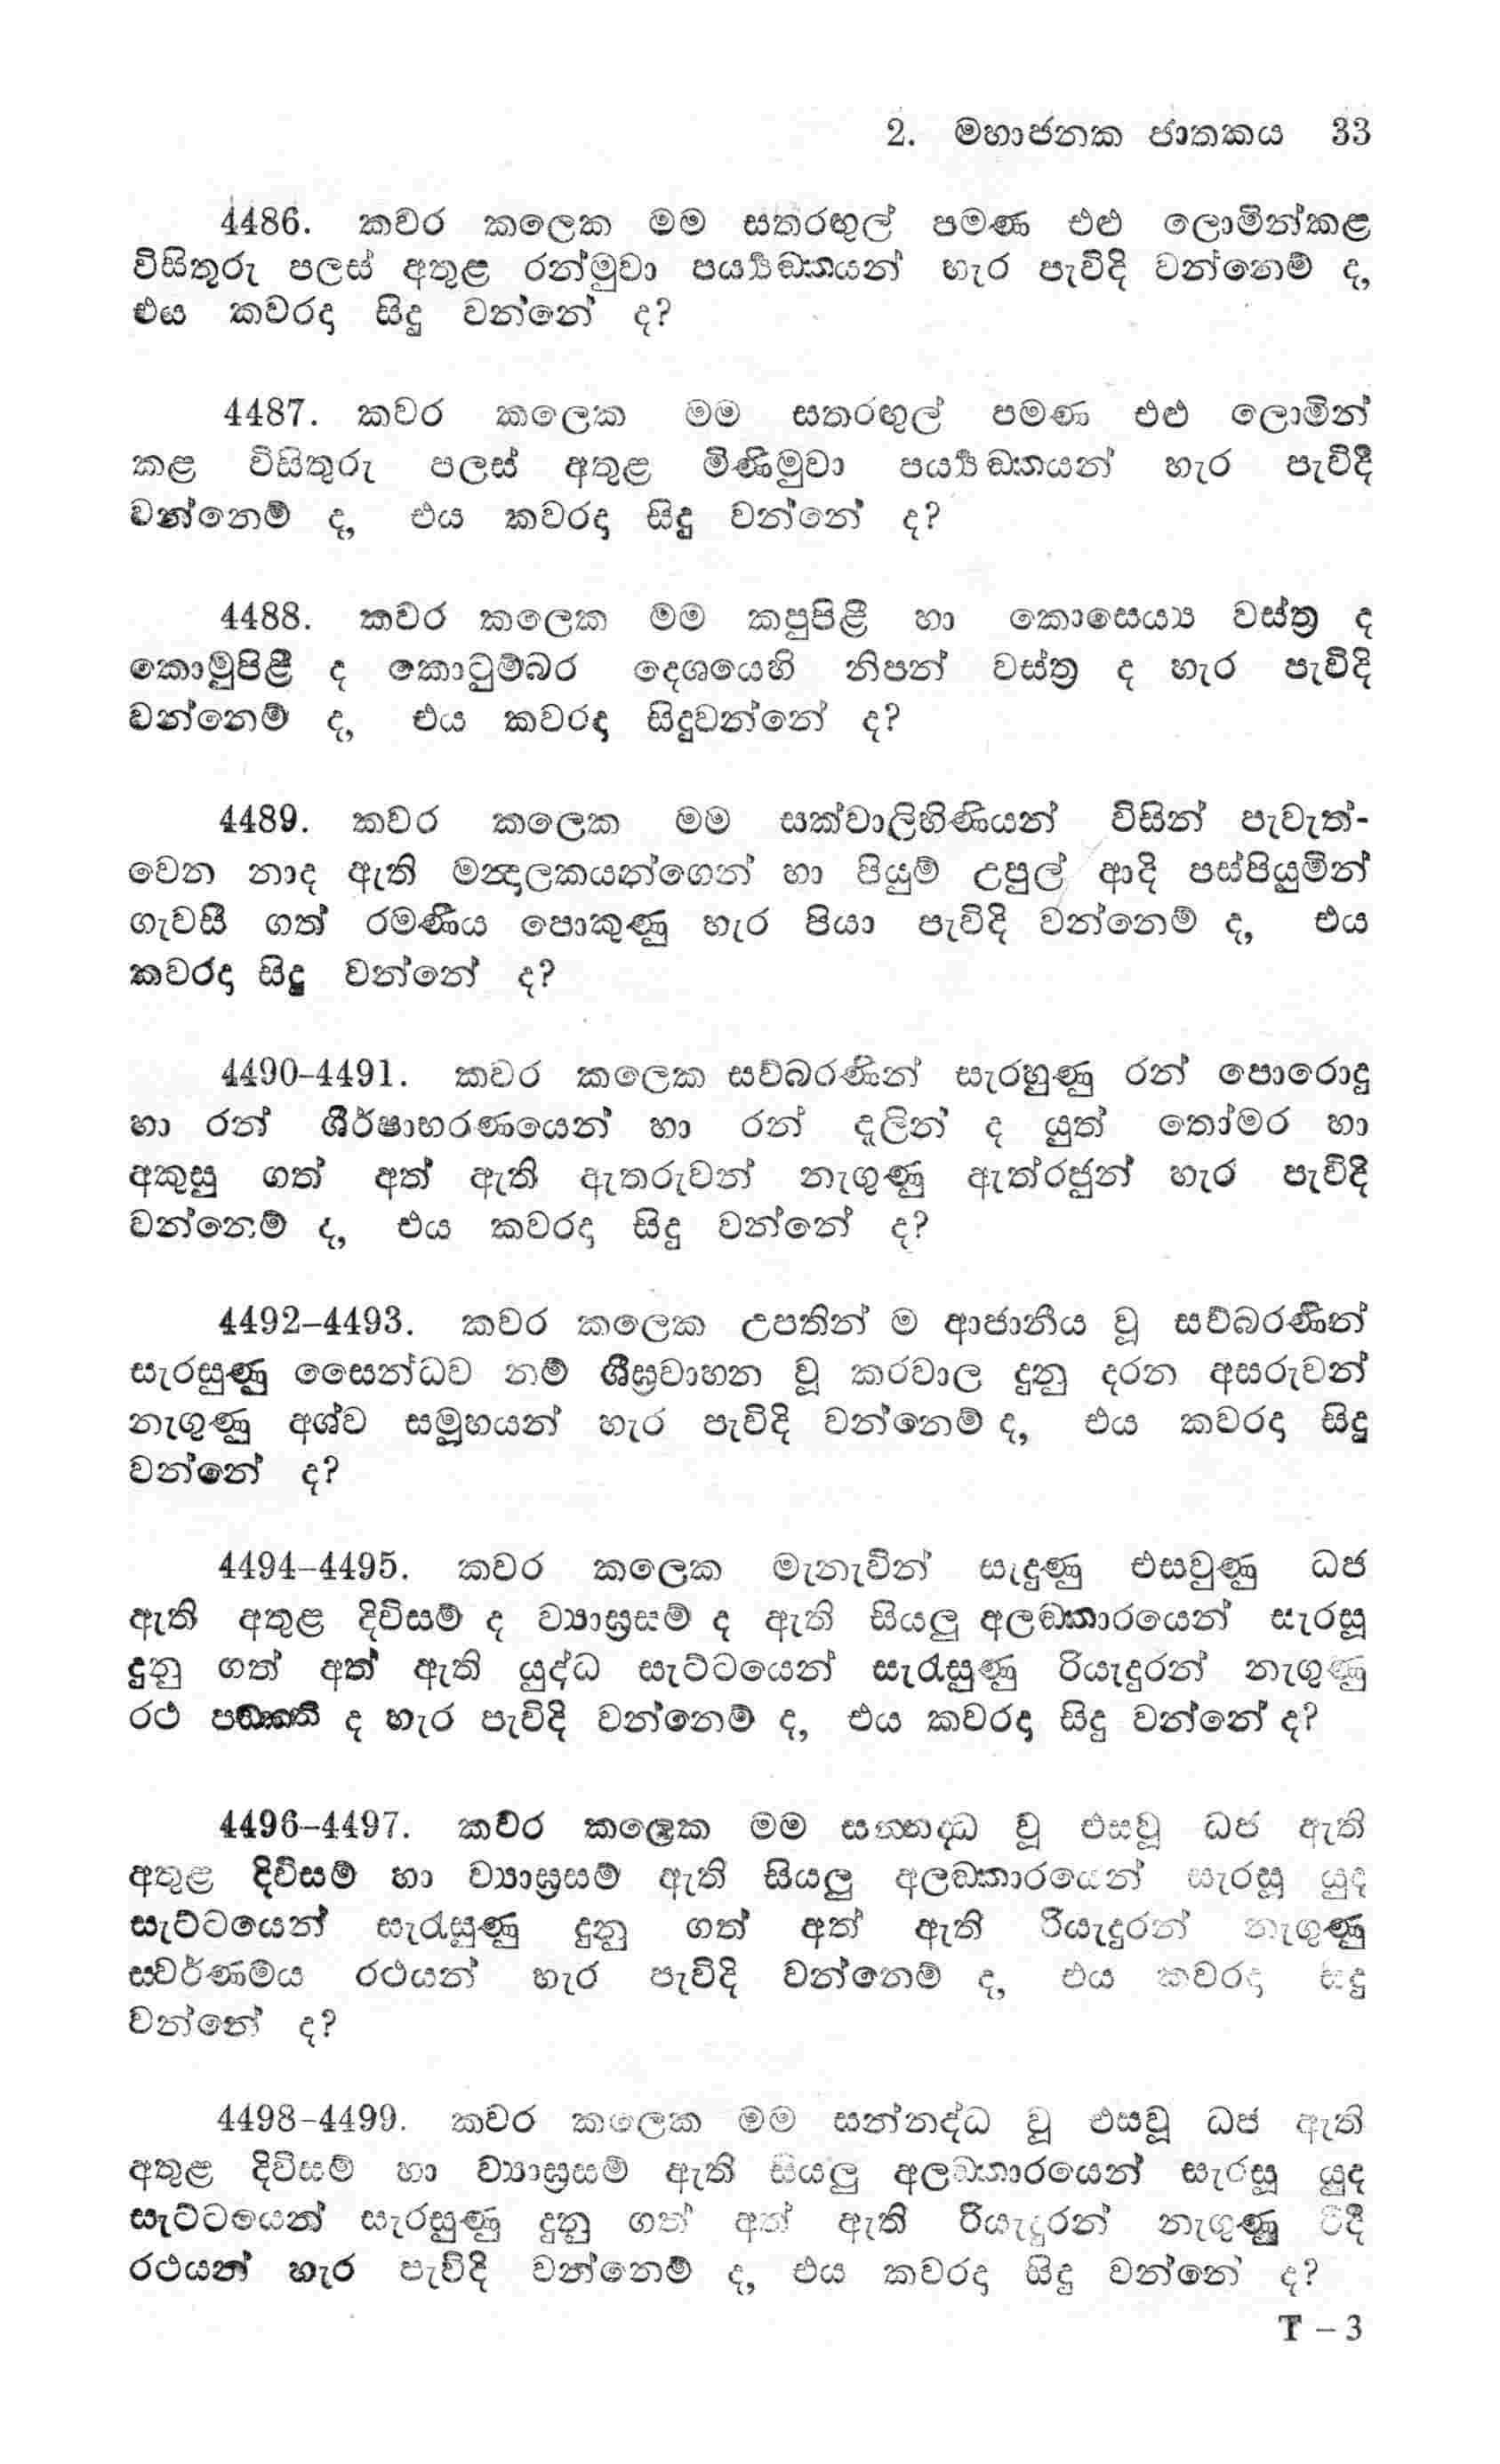 2. මහාජනක ජාතකය 33
4486. කවර කලෙක මම සතරඟුල් පමණ එළු ලොමින්කළ
විසිතුරු පලස් අතුළ රන්මුවා පර්‍ය්‍යඞ්කයන් හැර පැවිදි වන්නෙම් ද,
එය කවරදා සිදු වන්නේ ද?
4487. කවර කලෙක මම සතරඟුල් පමණ එළු ලොමින්
කළ විසිතුරු පලස් අතුළ මිණිමුවා පර්‍ය්‍යඞ්කයන් හැර පැවිදි
වන්නෙම් ද, එය කවරදා සිදු වන්නේ ද?
4488. කවර කලෙක මම කපුපිළී හා කොසෙය්‍ය වස්ත්‍ර ද
කොමුපිළී ද කොටුම්බර දෙශයෙහි නිපන් වස්ත්‍ර ද හැර පැවිදි
වන්නෙම් ද, එය කවරදා සිදුවන්නේ ද?
4489. කවර කලෙක මම සක්වාලිහිණියන් විසින් පැවැත්-
වෙන නාද ඇති මන්‍දාලකයන්ගෙන් හා පියුම් උපුල් ආදි පස්පියුමින්
ගැවසී ගත් රමණීය පොකුණු හැර පියා පැවිදි වන්නෙම් ද, එය
කවරදා සිදු වන්නේ ද?
4490–4491. කවර කලෙක සව්බරණින් සැරහුණු රන් පොරොදු
හා රන් ශීර්ෂාභරණයෙන් හා රන් දැලින් ද යුත් තෝමර හා
අකුසු ගත් අත් ඇති ඇතරුවන් නැගුණු ඇත්රජුන් හැර පැවිදි
වන්නෙම් ද, එය කවරදා සිදු වන්නේ ද?
4492–4493. කවර කලෙක උපතින් ම ආජානීය වූ සව්බරණින්
සැරසුණු සෛන්ධව නම් ශීඝ්‍රවාහන වූ කරවාල දුනු දරන අසරුවන්
නැගුණු අශ්ව සමූහයන් හැර පැවිදි වන්නෙම් ද, එය කවරදා සිදු
වන්නේ ද?
4494–4495. කවර කලෙක මැනැවින් සැදුණු එසවුණු ධජ
ඇති අතුළ දිවිසම් ද ව්‍යාඝ්‍රසම් ද ඇති සියලු අලඞ්කාරයෙන් සැරසූ
දුනු ගත් අත් ඇති යුද්ධ සැට්ටයෙන් සැරැසුණු රියැදුරන් නැගුණු
රථ ද හැර පැවිදි වන්නෙම් ද, එය කවරදා සිදු වන්නේ ද?
4496–4497. කවර කලෙක මම සන්නද්ධ වූ එසවූ ධජ ඇති
අතුළ දිවිසම් හා ව්‍යාඝ්‍රසම් ඇති සියලු අලඞ්කාරයෙන් සැරසූ යුද
සැට්ටයෙන් සැරැසුණු දුනු ගත් අත් ඇති රියැදුරන් නැගුණු
ස්වර්ණමය රථයන් හැර පැවිදි වන්නෙම් ද, එය කවරදා සිදු
වන්නේ ද?
4498–4499. කවර කලෙක මම සන්නද්ධ වූ එසවූ ධජ ඇති
අතුළ දිවිසම් හා ව්‍යාඝ්‍රසම් ඇති සියලු අලඞ්කාරයෙන් සැරසූ යුද
සැට්ටයෙන් සැරසුණු දුනු ගත් අත් ඇති රියැදුරන් නැගුණු රිදී
රථයන් හැර පැවිදි වන්නෙම් ද, එය කවරදා සිදු වන්නේ ද?
T – 3